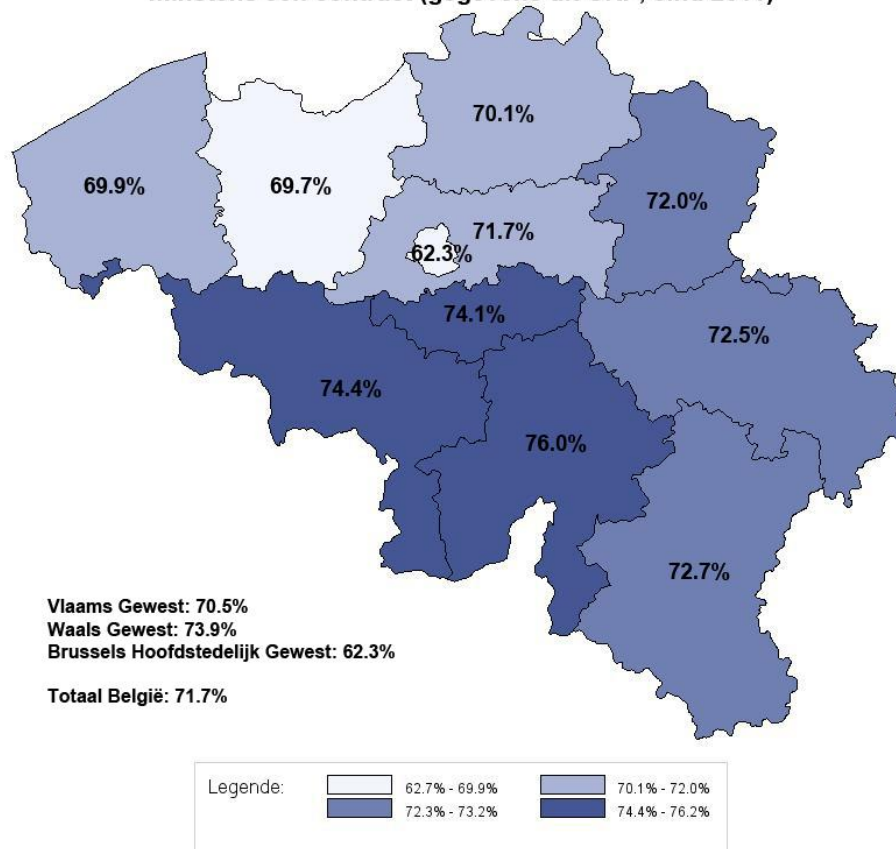 70.1%
69.9%
69.7%
72.0%
71.7%
62.3%
74.1%
72.5%
74.4%
76.0%
72.7%
Vlaams Gewest: 70.5%
Waals Gewest: 73.9%
Brussels Hoofdstedelijk Gewest: 62.3%
Totaal België: 71.7%
Legende: 62.7% - 69.9% 70.1% - 72.0%
72.3% - 73.2% 74.4% - 76.2%